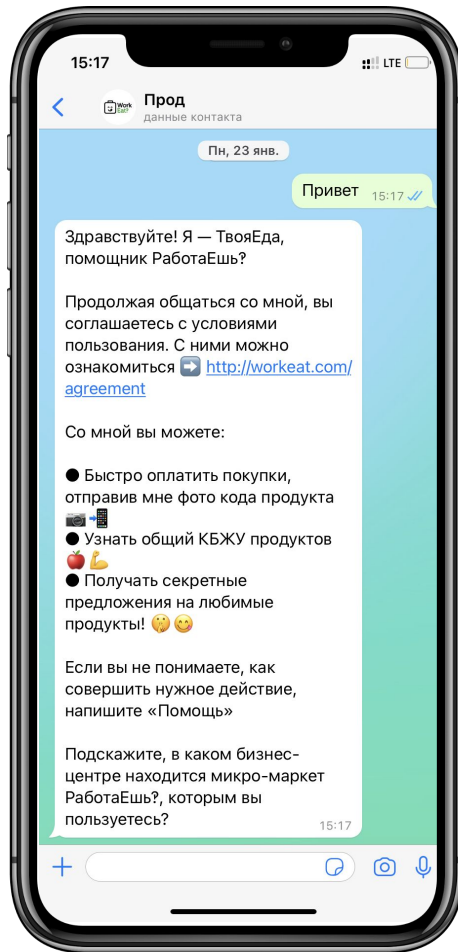 15:17
LTE
Work
Eat‽
Прод
данные контакта
Пн, 23 янв.
Привет 15:17
Здравствуйте! Я — ТвояЕда,
помощник РаботаЕшь‽
Продолжая общаться со мной, вы
соглашаетесь с условиями
пользования. С ними можно
ознакомиться ➡️ http://workeat.com/
agreement
Со мной вы можете:
● Быстро оплатить покупки,
отправив мне фото кода продукта
📷📲
● Узнать общий КБЖУ продуктов
🍎💪
● Получать секретные
предложения на любимые
продукты! 🤫😋
Если вы не понимаете, как
совершить нужное действие,
напишите «Помощь»
Подскажите, в каком бизнес-
центре находится микро-маркет
РаботаЕшь‽, которым вы
пользуетесь?
15:17